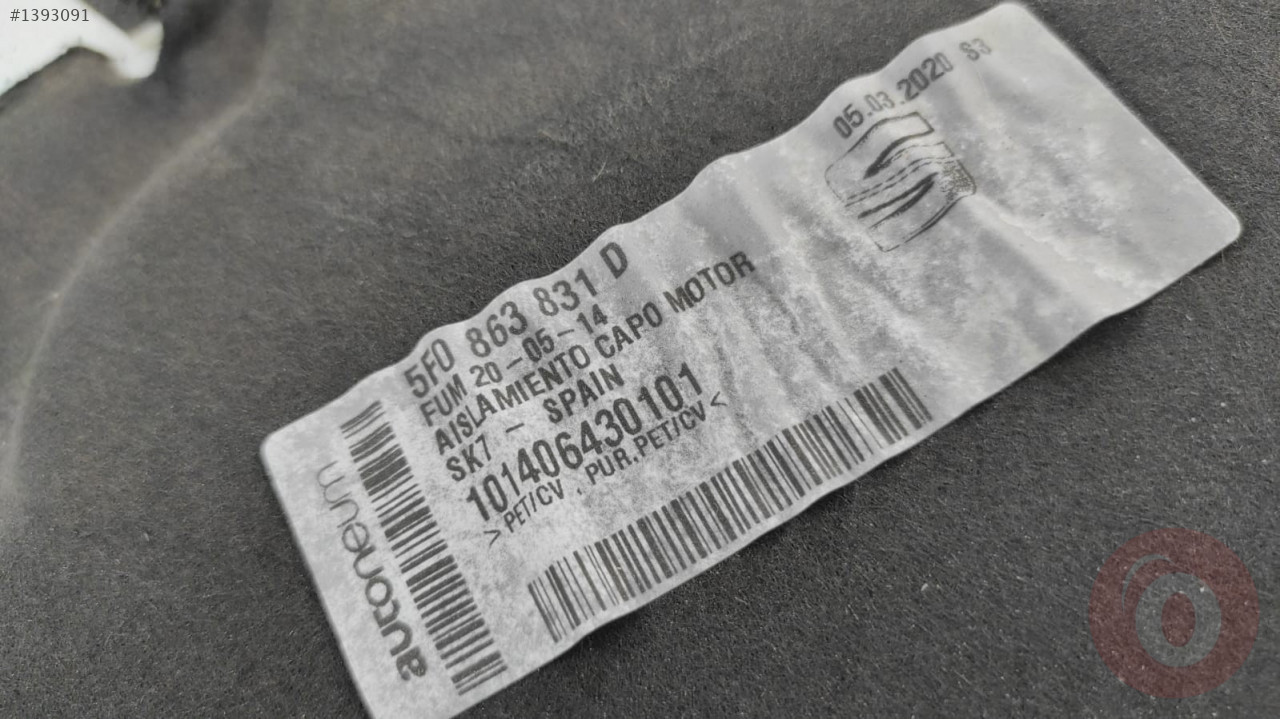 #1393091
05.03.2020 S3
5F0 863 831 D
FUM 20-05-14
AISLAMIENTO CAPO MOTOR
SK7 - SPAIN
101406430101
> PET/CV , PUR.PET/CV <
autoneum